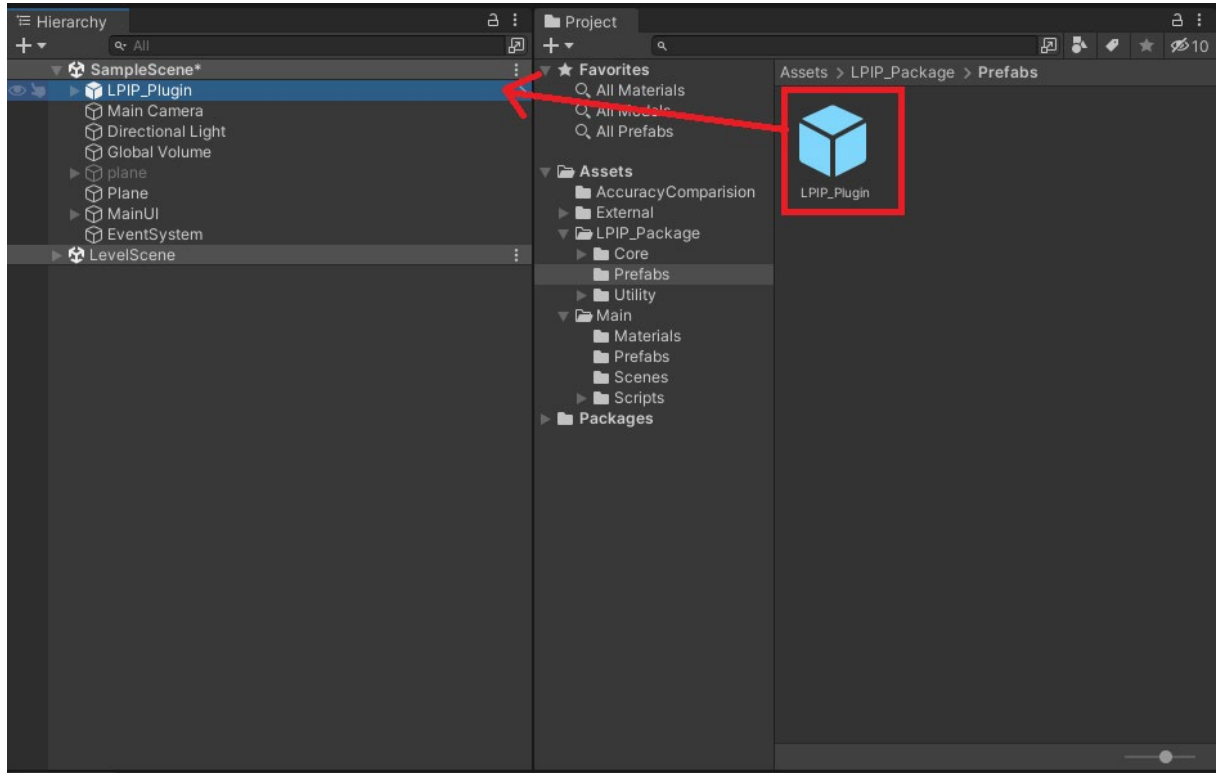 Hierarchy
All
SampleScene*
LPIP_Plugin
Main Camera
Directional Light
Global Volume
plane
Plane
MainUI
EventSystem
LevelScene
Project
10
Favorites
All Materials
All Models
All Prefabs
Assets
AccuracyComparision
External
LPIP_Package
Core
Prefabs
Utility
Main
Materials
Prefabs
Scenes
Scripts
Packages
Assets > LPIP_Package > Prefabs
LPIP_Plugin